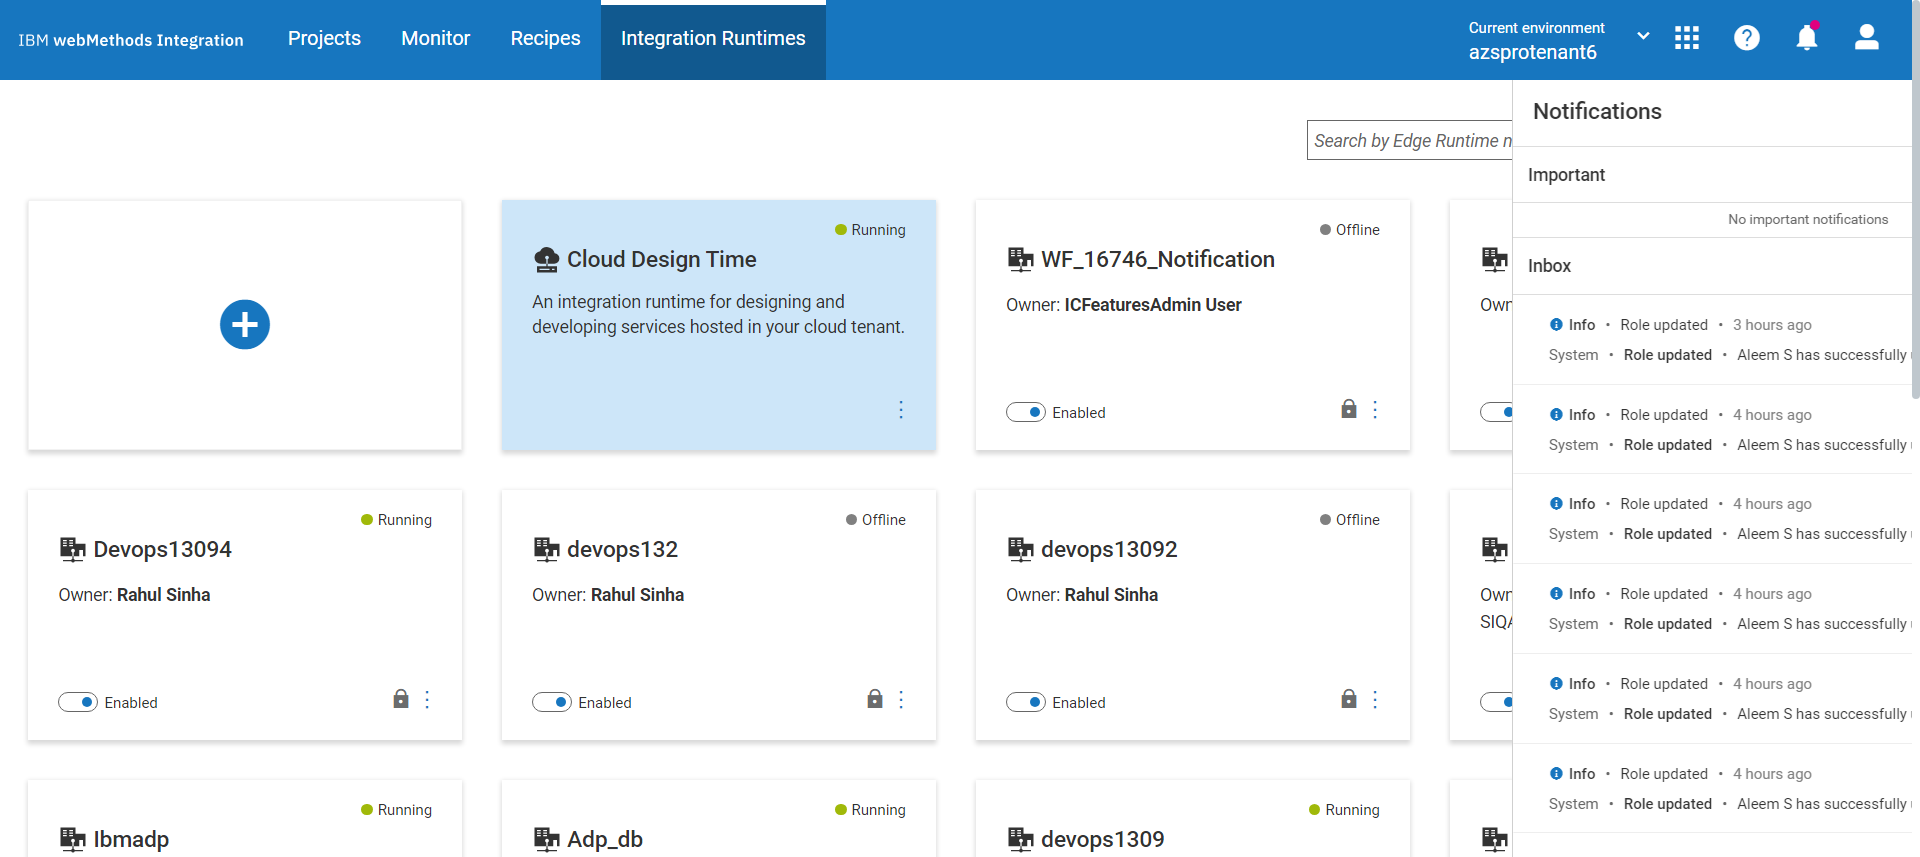 IBM webMethods Integration
Projects
Monitor
Recipes
Integration Runtimes
Current environment
azsprotenant6
Search by Edge Runtime n
Running
Cloud Design Time
An integration runtime for designing and
developing services hosted in your cloud tenant.
Offline
WF_16746_Notification
Owner: ICFeaturesAdmin User
Enabled
Own
Running
Devops13094
Owner: Rahul Sinha
Enabled
Offline
devops132
Owner: Rahul Sinha
Enabled
Offline
devops13092
Owner: Rahul Sinha
Enabled
Own
SIQA
Running
Ibmadp
Running
Adp_db
Running
devops1309
Notifications
Important
No important notifications
Inbox
Info • Role updated • 3 hours ago
System • Role updated • Aleem S has successfully
Info • Role updated • 4 hours ago
System • Role updated • Aleem S has successfully
Info • Role updated • 4 hours ago
System • Role updated • Aleem S has successfully
Info • Role updated • 4 hours ago
System • Role updated • Aleem S has successfully
Info • Role updated • 4 hours ago
System • Role updated • Aleem S has successfully
Info • Role updated • 4 hours ago
System • Role updated • Aleem S has successfully